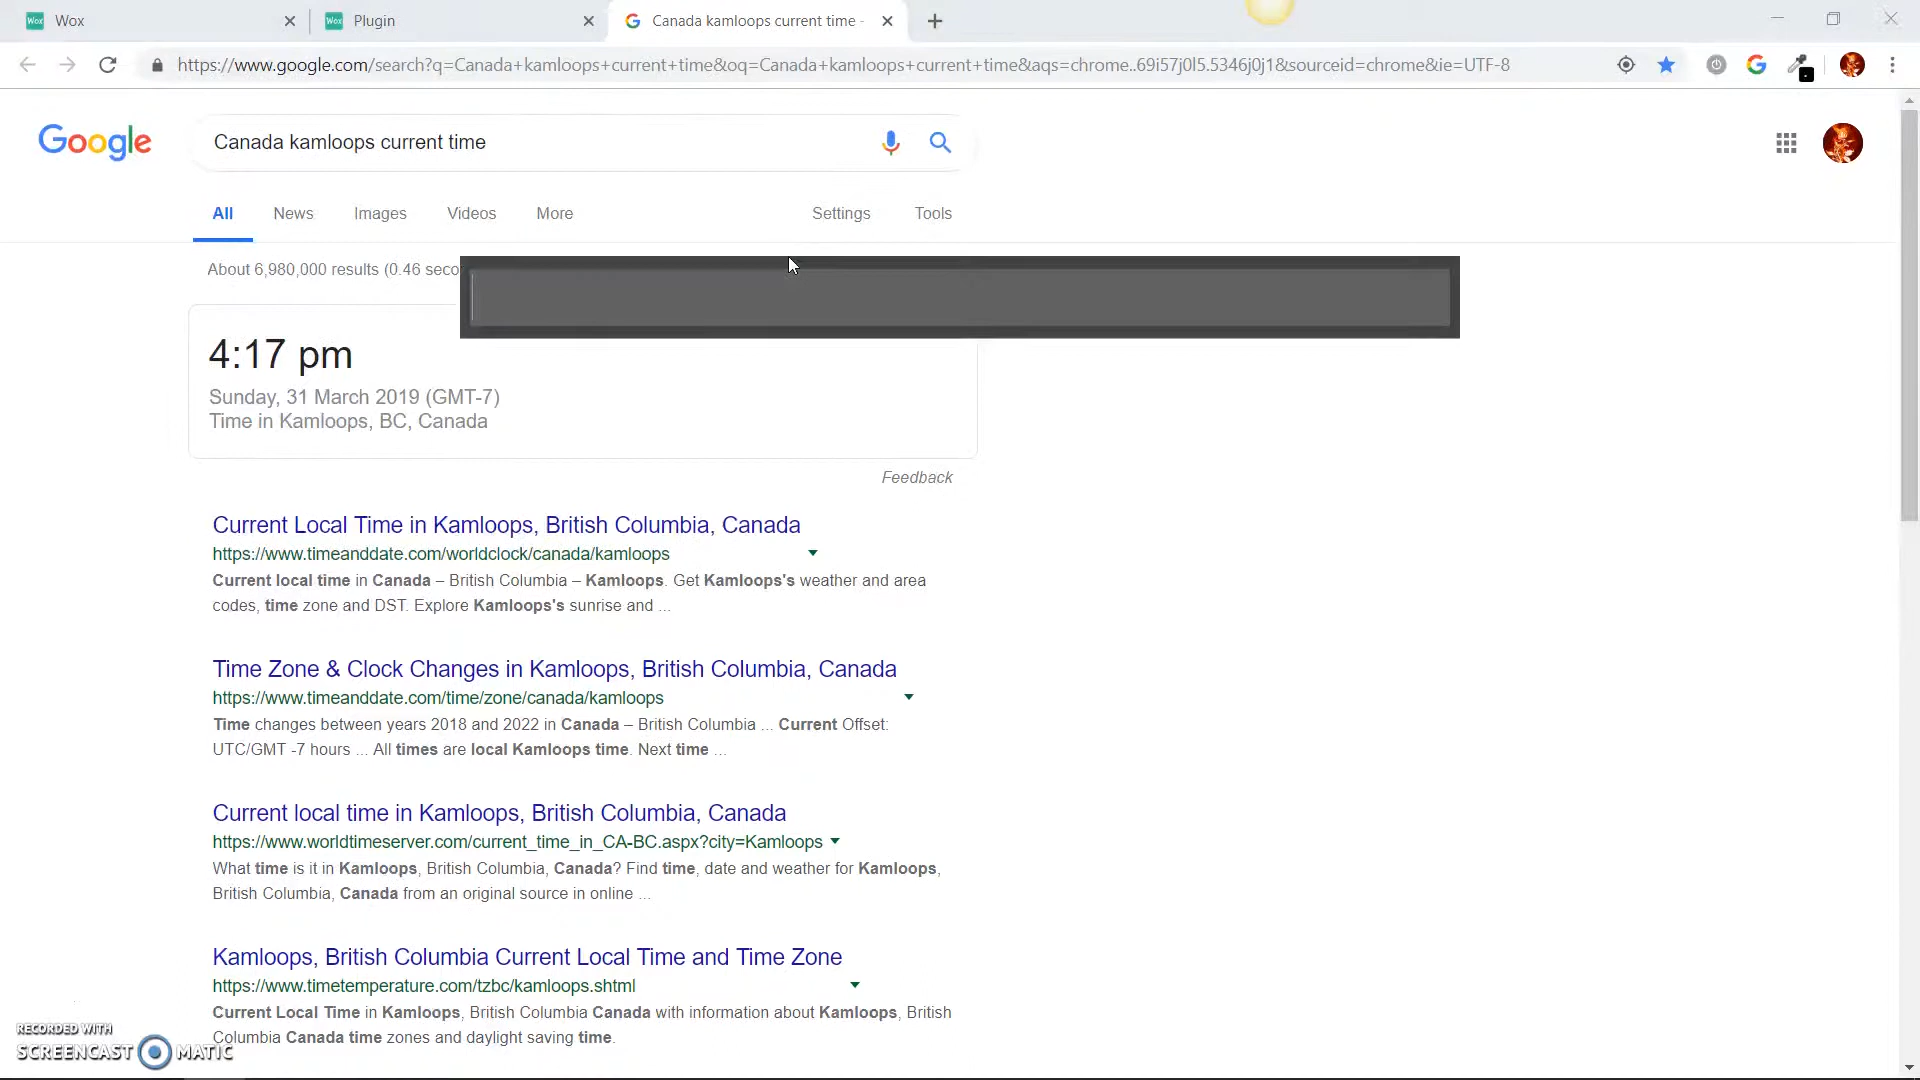 Wox
Plugin
Canada kamloops current time -
https://www.google.com/search?q=Canada+kamloops+current+time&oq=Canada+kamloops+current+time&aqs=chrome..69i57j0l5.5346j0j1&sourceid=chrome&ie=UTF-8
Google
Canada kamloops current time
All
News
Images
Videos
More
Settings
Tools
About 6,980,000 results (0.46 seco
4:17 pm
Sunday, 31 March 2019 (GMT-7)
Time in Kamloops, BC, Canada
Feedback
Current Local Time in Kamloops, British Columbia, Canada
https://www.timeanddate.com/worldclock/canada/kamloops
Current local time in Canada – British Columbia – Kamloops. Get Kamloops's weather and area
codes, time zone and DST. Explore Kamloops's sunrise and ...
Time Zone & Clock Changes in Kamloops, British Columbia, Canada
https://www.timeanddate.com/time/zone/canada/kamloops
Time changes between years 2018 and 2022 in Canada – British Columbia ... Current Offset:
UTC/GMT -7 hours ... All times are local Kamloops time. Next time ...
Current local time in Kamloops, British Columbia, Canada
https://www.worldtimeserver.com/current_time_in_CA-BC.aspx?city=Kamloops
What time is it in Kamloops, British Columbia, Canada? Find time, date and weather for Kamloops,
British Columbia, Canada from an original source in online ...
Kamloops, British Columbia Current Local Time and Time Zone
https://www.timetemperature.com/tzbc/kamloops.shtml
Current Local Time in Kamloops, British Columbia Canada with information about Kamloops, British
Columbia Canada time zones and daylight saving time.
RECORDED WITH
SCREENCAST MATIC